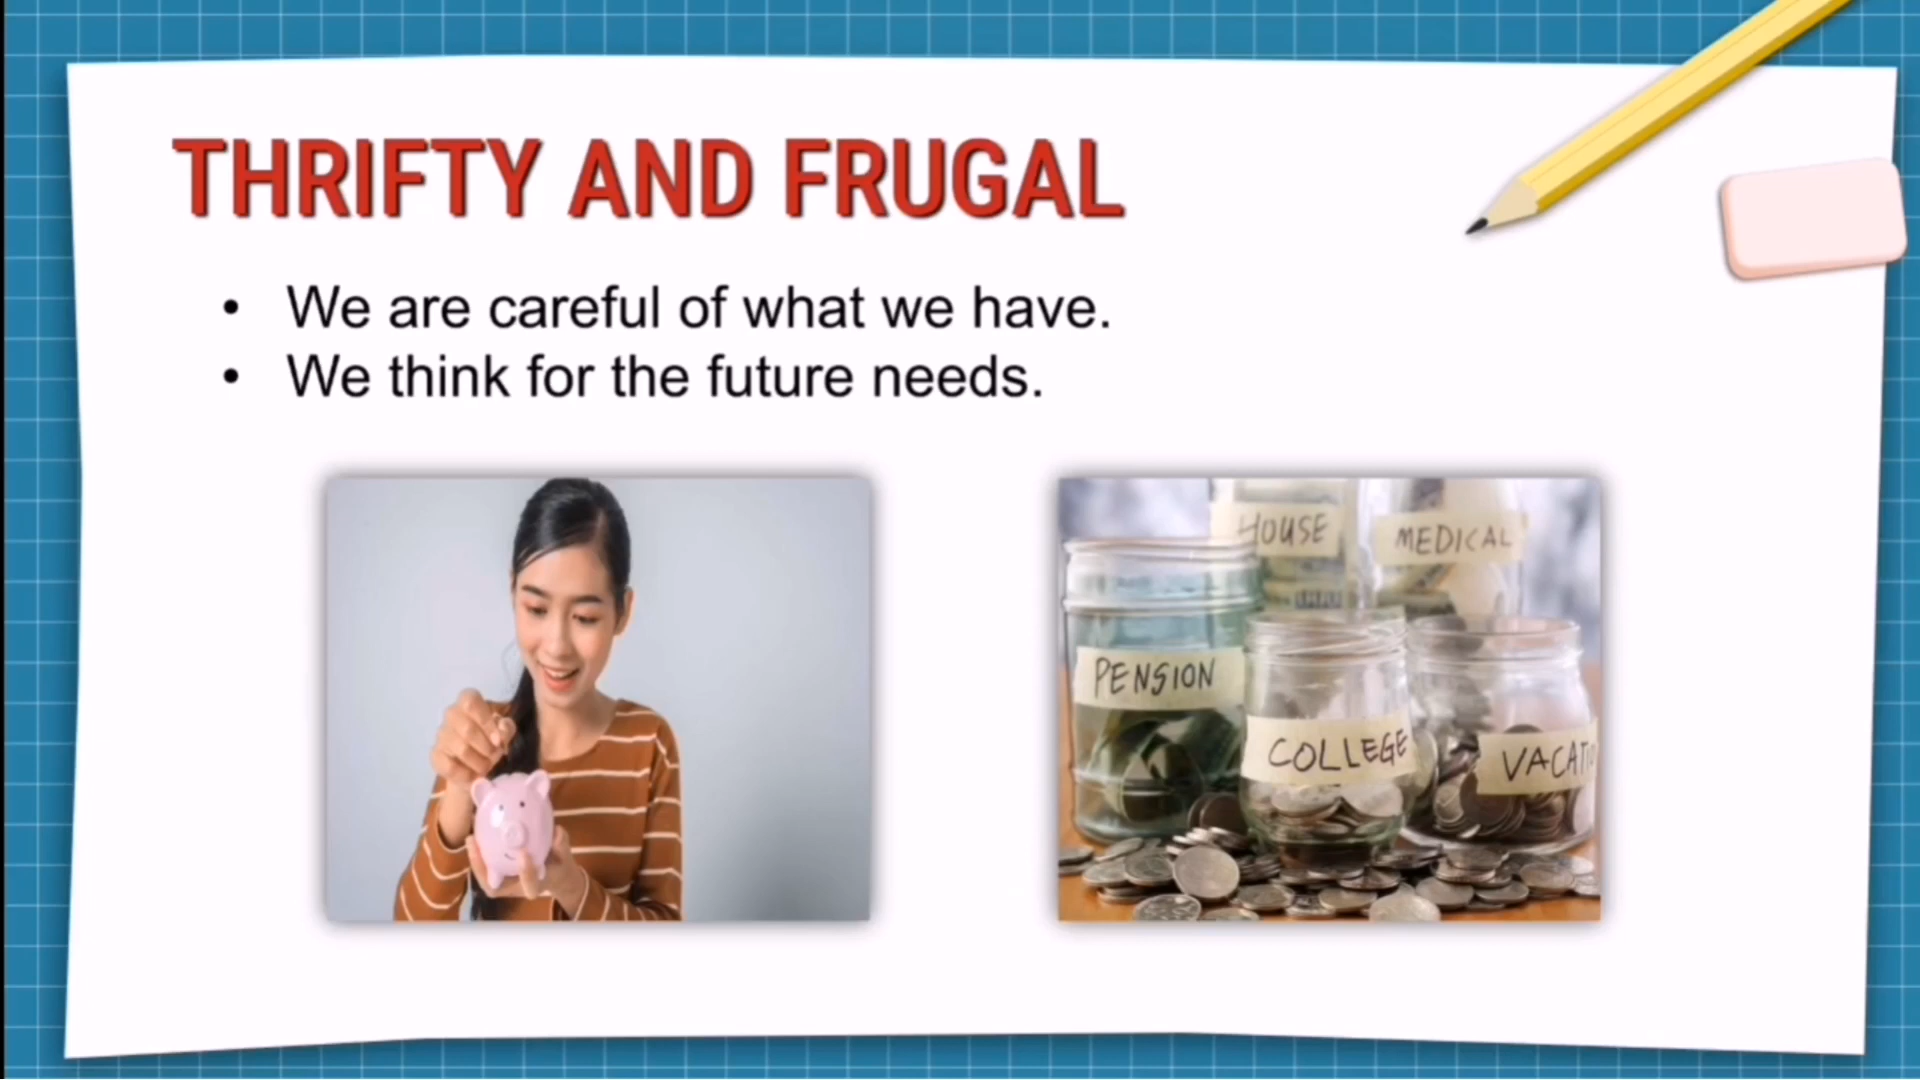 THRIFTY AND FRUGAL
• We are careful of what we have.
• We think for the future needs.
HOUSE
MEDICAL
PENSION
COLLEGE
VACATIO